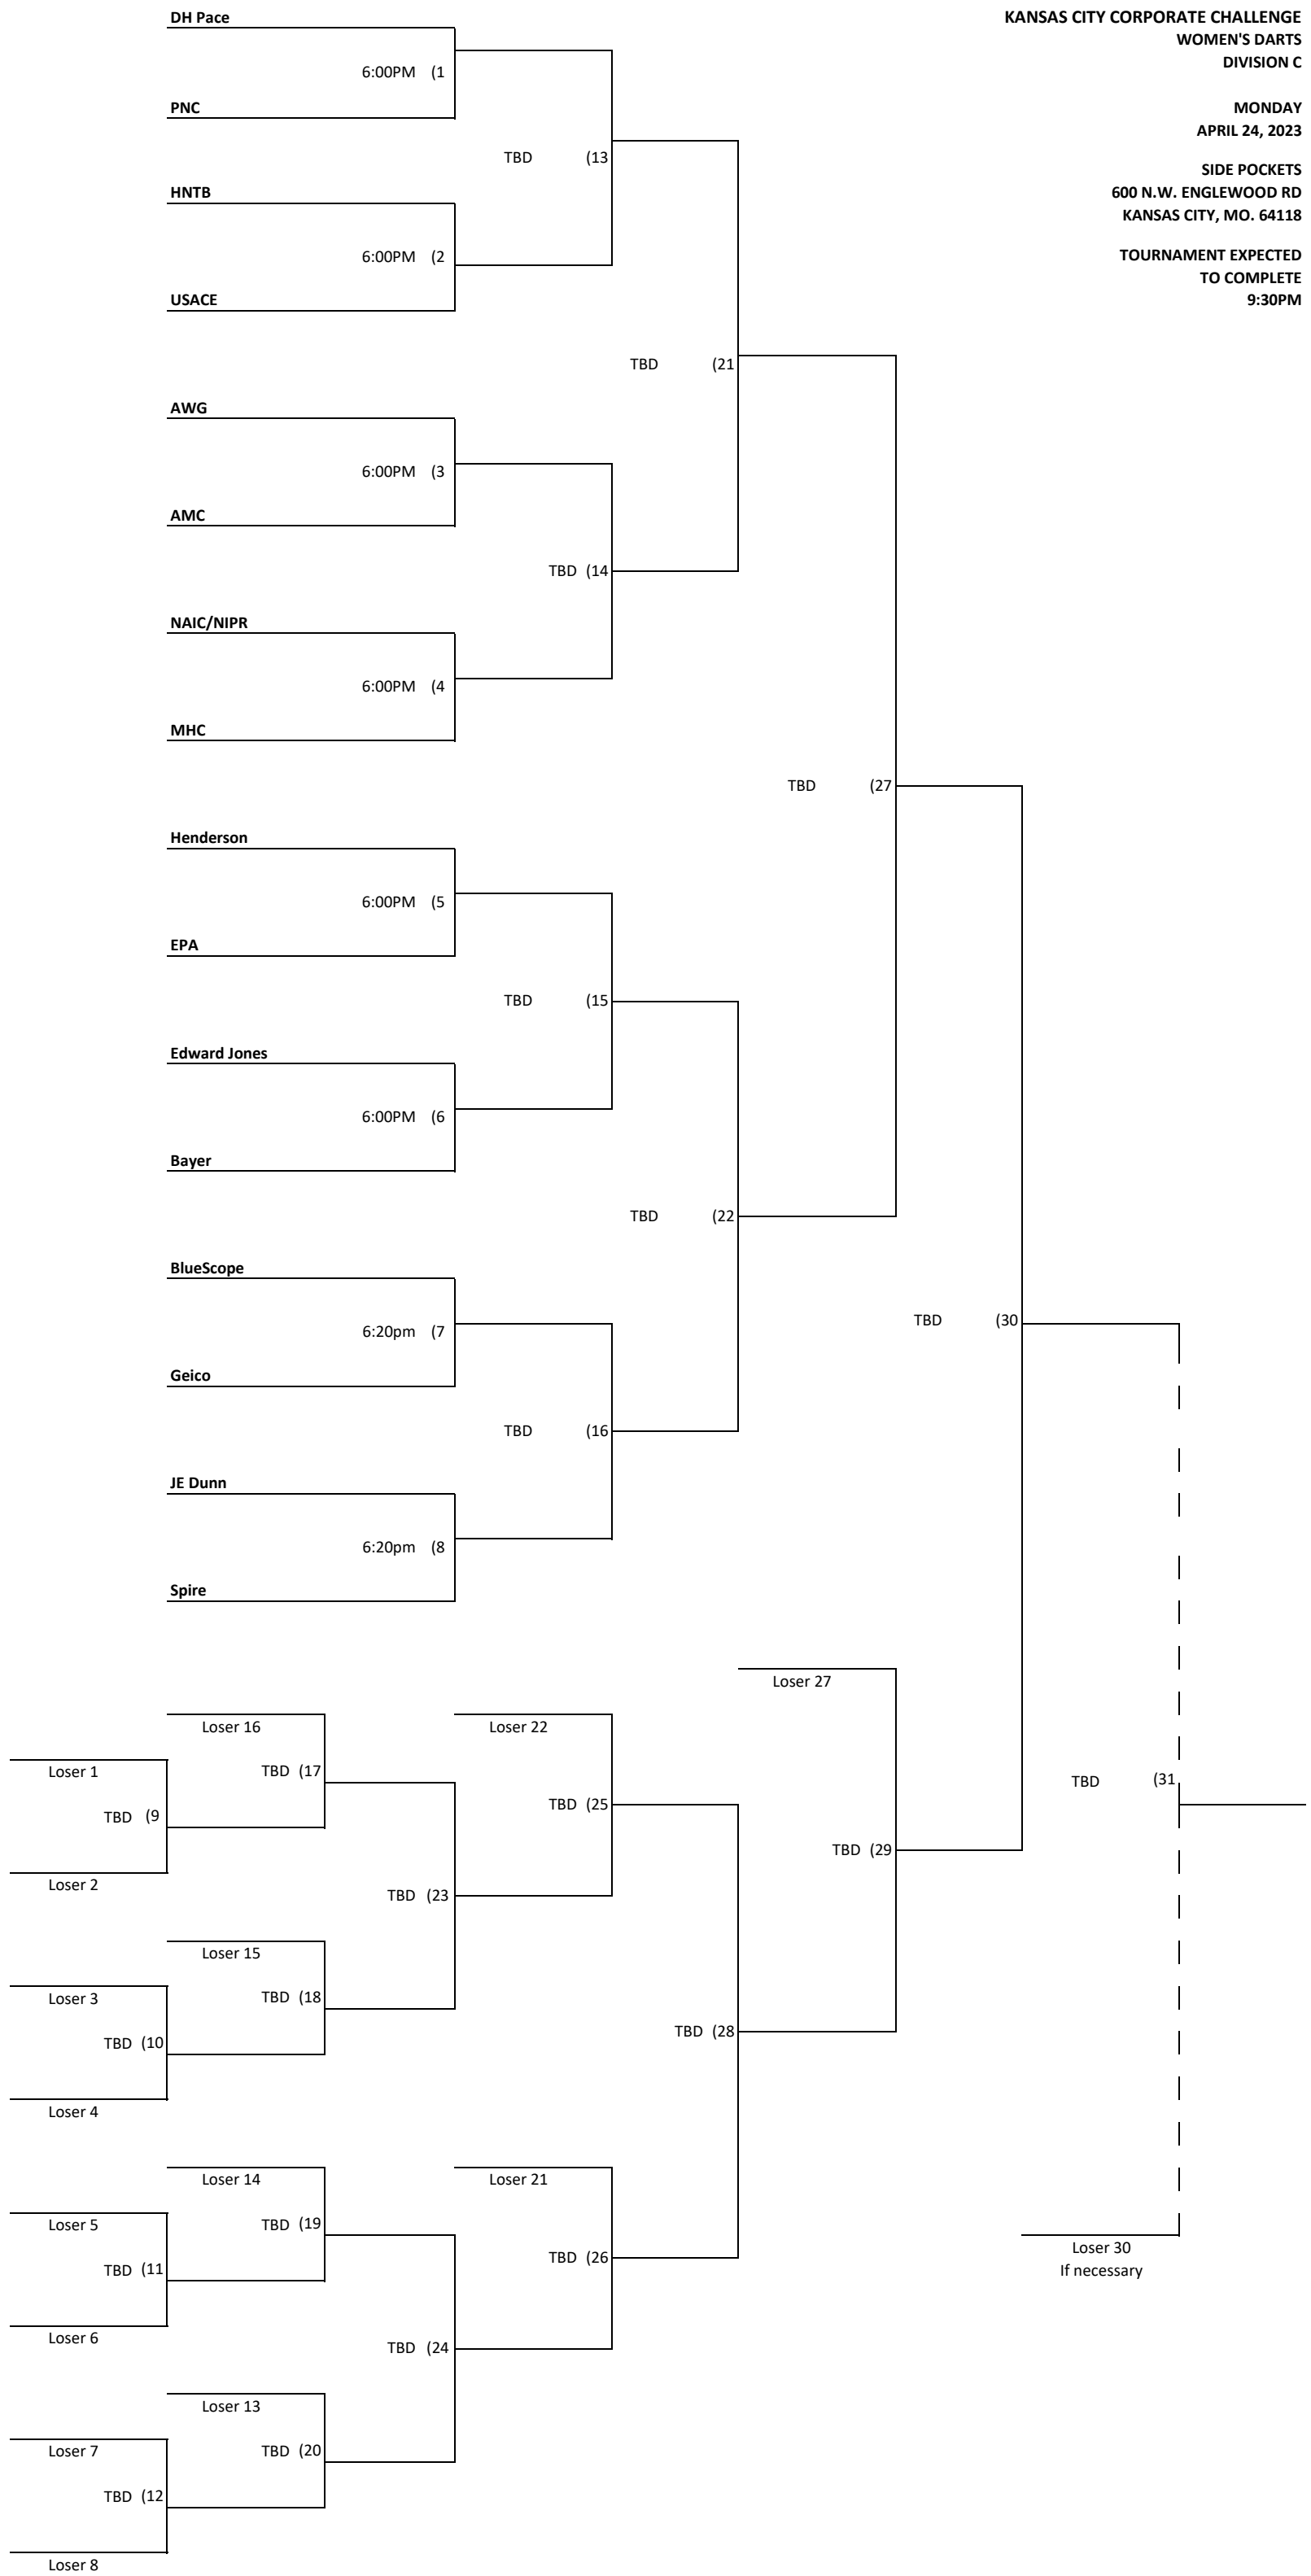 DH Pace
KANSAS CITY CORPORATE CHALLENGE
WOMEN'S DARTS
DIVISION C
6:00PM (1
PNC
MONDAY
APRIL 24, 2023
TBD (13
SIDE POCKETS
HNTB
600 N.W. ENGLEWOOD RD
KANSAS CITY, MO. 64118
6:00PM (2
TOURNAMENT EXPECTED
TO COMPLETE
USACE
9:30PM
TBD (21
AWG
6:00PM (3
AMC
TBD (14
NAIC/NIPR
6:00PM (4
MHC
TBD (27
Henderson
6:00PM (5
EPA
TBD (15
Edward Jones
6:00PM (6
Bayer
TBD (22
BlueScope
TBD (30
6:20pm (7
Geico
TBD (16
JE Dunn
6:20pm (8
Spire
Loser 27
Loser 16
Loser 22
Loser 1
TBD (17
TBD (31
TBD (25
TBD (9
TBD (29
Loser 2
TBD (23
Loser 15
Loser 3
TBD (18
TBD (28
TBD (10
Loser 4
Loser 14
Loser 21
Loser 5
TBD (19
Loser 30
If necessary
TBD (26
TBD (11
Loser 6
TBD (24
Loser 13
Loser 7
TBD (20
TBD (12
Loser 8